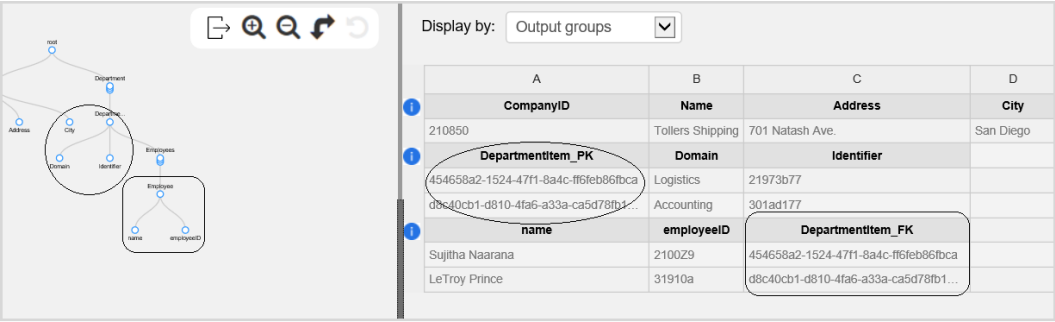 root
Department
Departme...
Address
City
Domain
Identifier
Employees
Employee
name
employeeID
Display by: Output groups
A B C D
CompanyID Name Address City
210850 Tollers Shipping 701 Natash Ave. San Diego
DepartmentItem_PK Domain Identifier
454658a2-1524-47f1-8a4c-ff6feb86fbca Logistics 21973b77
d8c40cb1-d810-4fa6-a33a-ca5d78fb1... Accounting 301ad177
name employeeID DepartmentItem_FK
Sujitha Naarana 2100Z9 454658a2-1524-47f1-8a4c-ff6feb86fbca
LeTroy Prince 31910a d8c40cb1-d810-4fa6-a33a-ca5d78fb1...